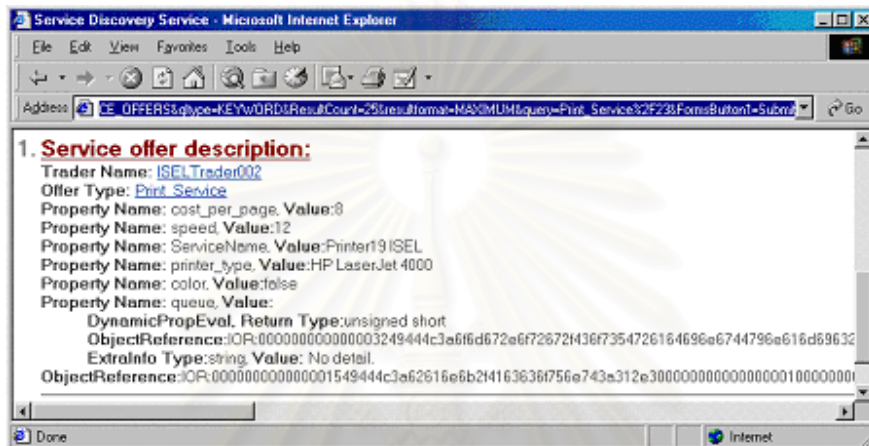 Service Discovery Service - Microsoft Internet Explorer
File Edit View Favorites Tools Help
Address CE_OFFERS&qtype=KEYWORD&ResultCount=25&resultformat=MAXIMUM&query=Print_Service%2F23&FormsButton1=Submit Go
1. Service offer description:
Trader Name: ISELTrader002
Offer Type: Print_Service
Property Name: cost_per_page, Value:8
Property Name: speed, Value:12
Property Name: ServiceName, Value:Printer19ISEL
Property Name: printer_type, Value:HP LaserJet 4000
Property Name: color, Value:false
Property Name: queue, Value:
DynamicPropEval, Return Type:unsigned short
ExtraInfo Type:string, Value: No detail.
Done Internet